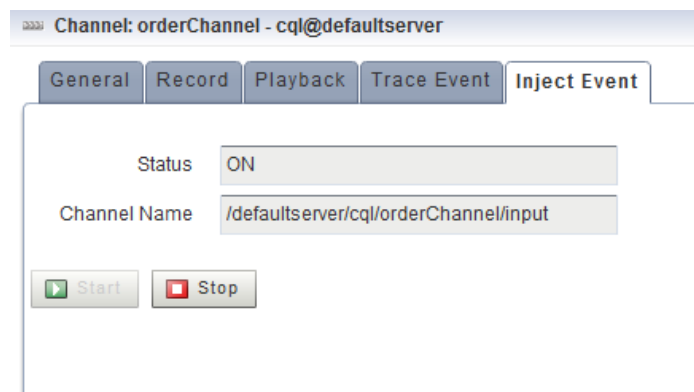 Channel: orderChannel - cql@defaultserver
General Record Playback Trace Event Inject Event
Status ON
Channel Name /defaultserver/cql/orderChannel/input
Start Stop